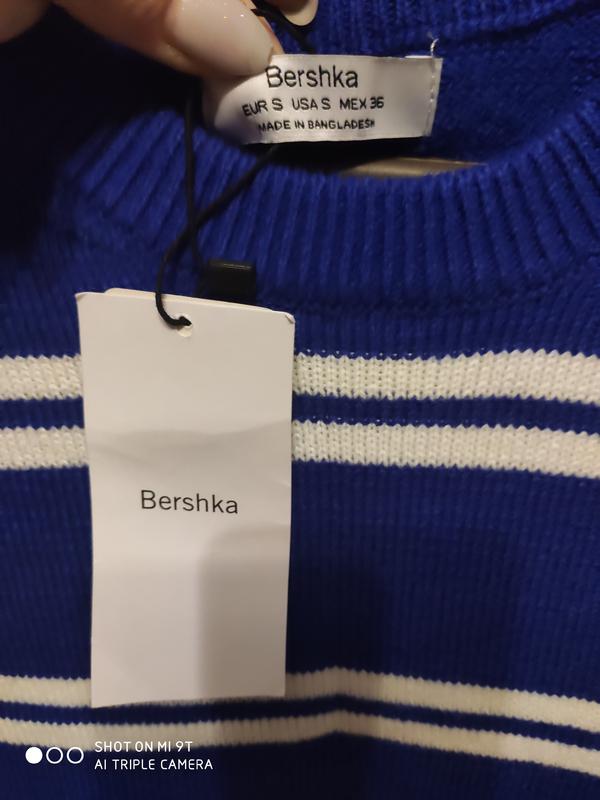 Bershka
EUR S USA S MEX 36
MADE IN BANGLADESH
Bershka
SHOT ON MI 9T
AI TRIPLE CAMERA